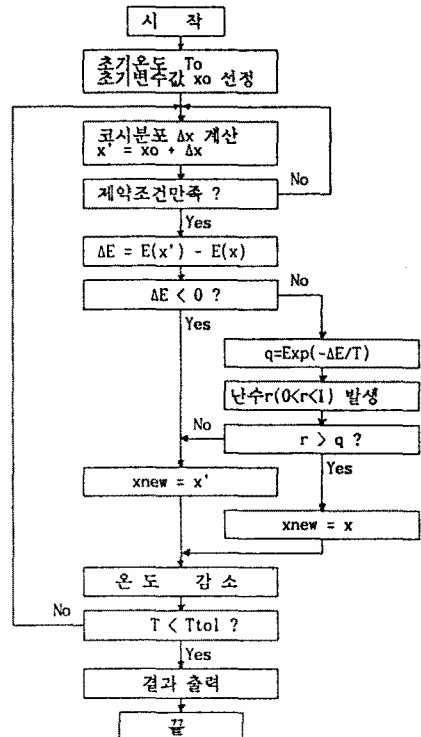 시 작
초기온도 To
초기변수값 xo 선정
코시분포 Δx 계산
x' = xo + Δx
제약조건만족 ?
No
Yes
ΔE = E(x') - E(x)
ΔE < 0 ?
No
Yes
q=Exp(-ΔE/T)
난수r(0<r<1) 발생
r > q ?
No
Yes
xnew = x'
xnew = x
온 도 감 소
T < Ttol ?
No
Yes
결과 출력
끝